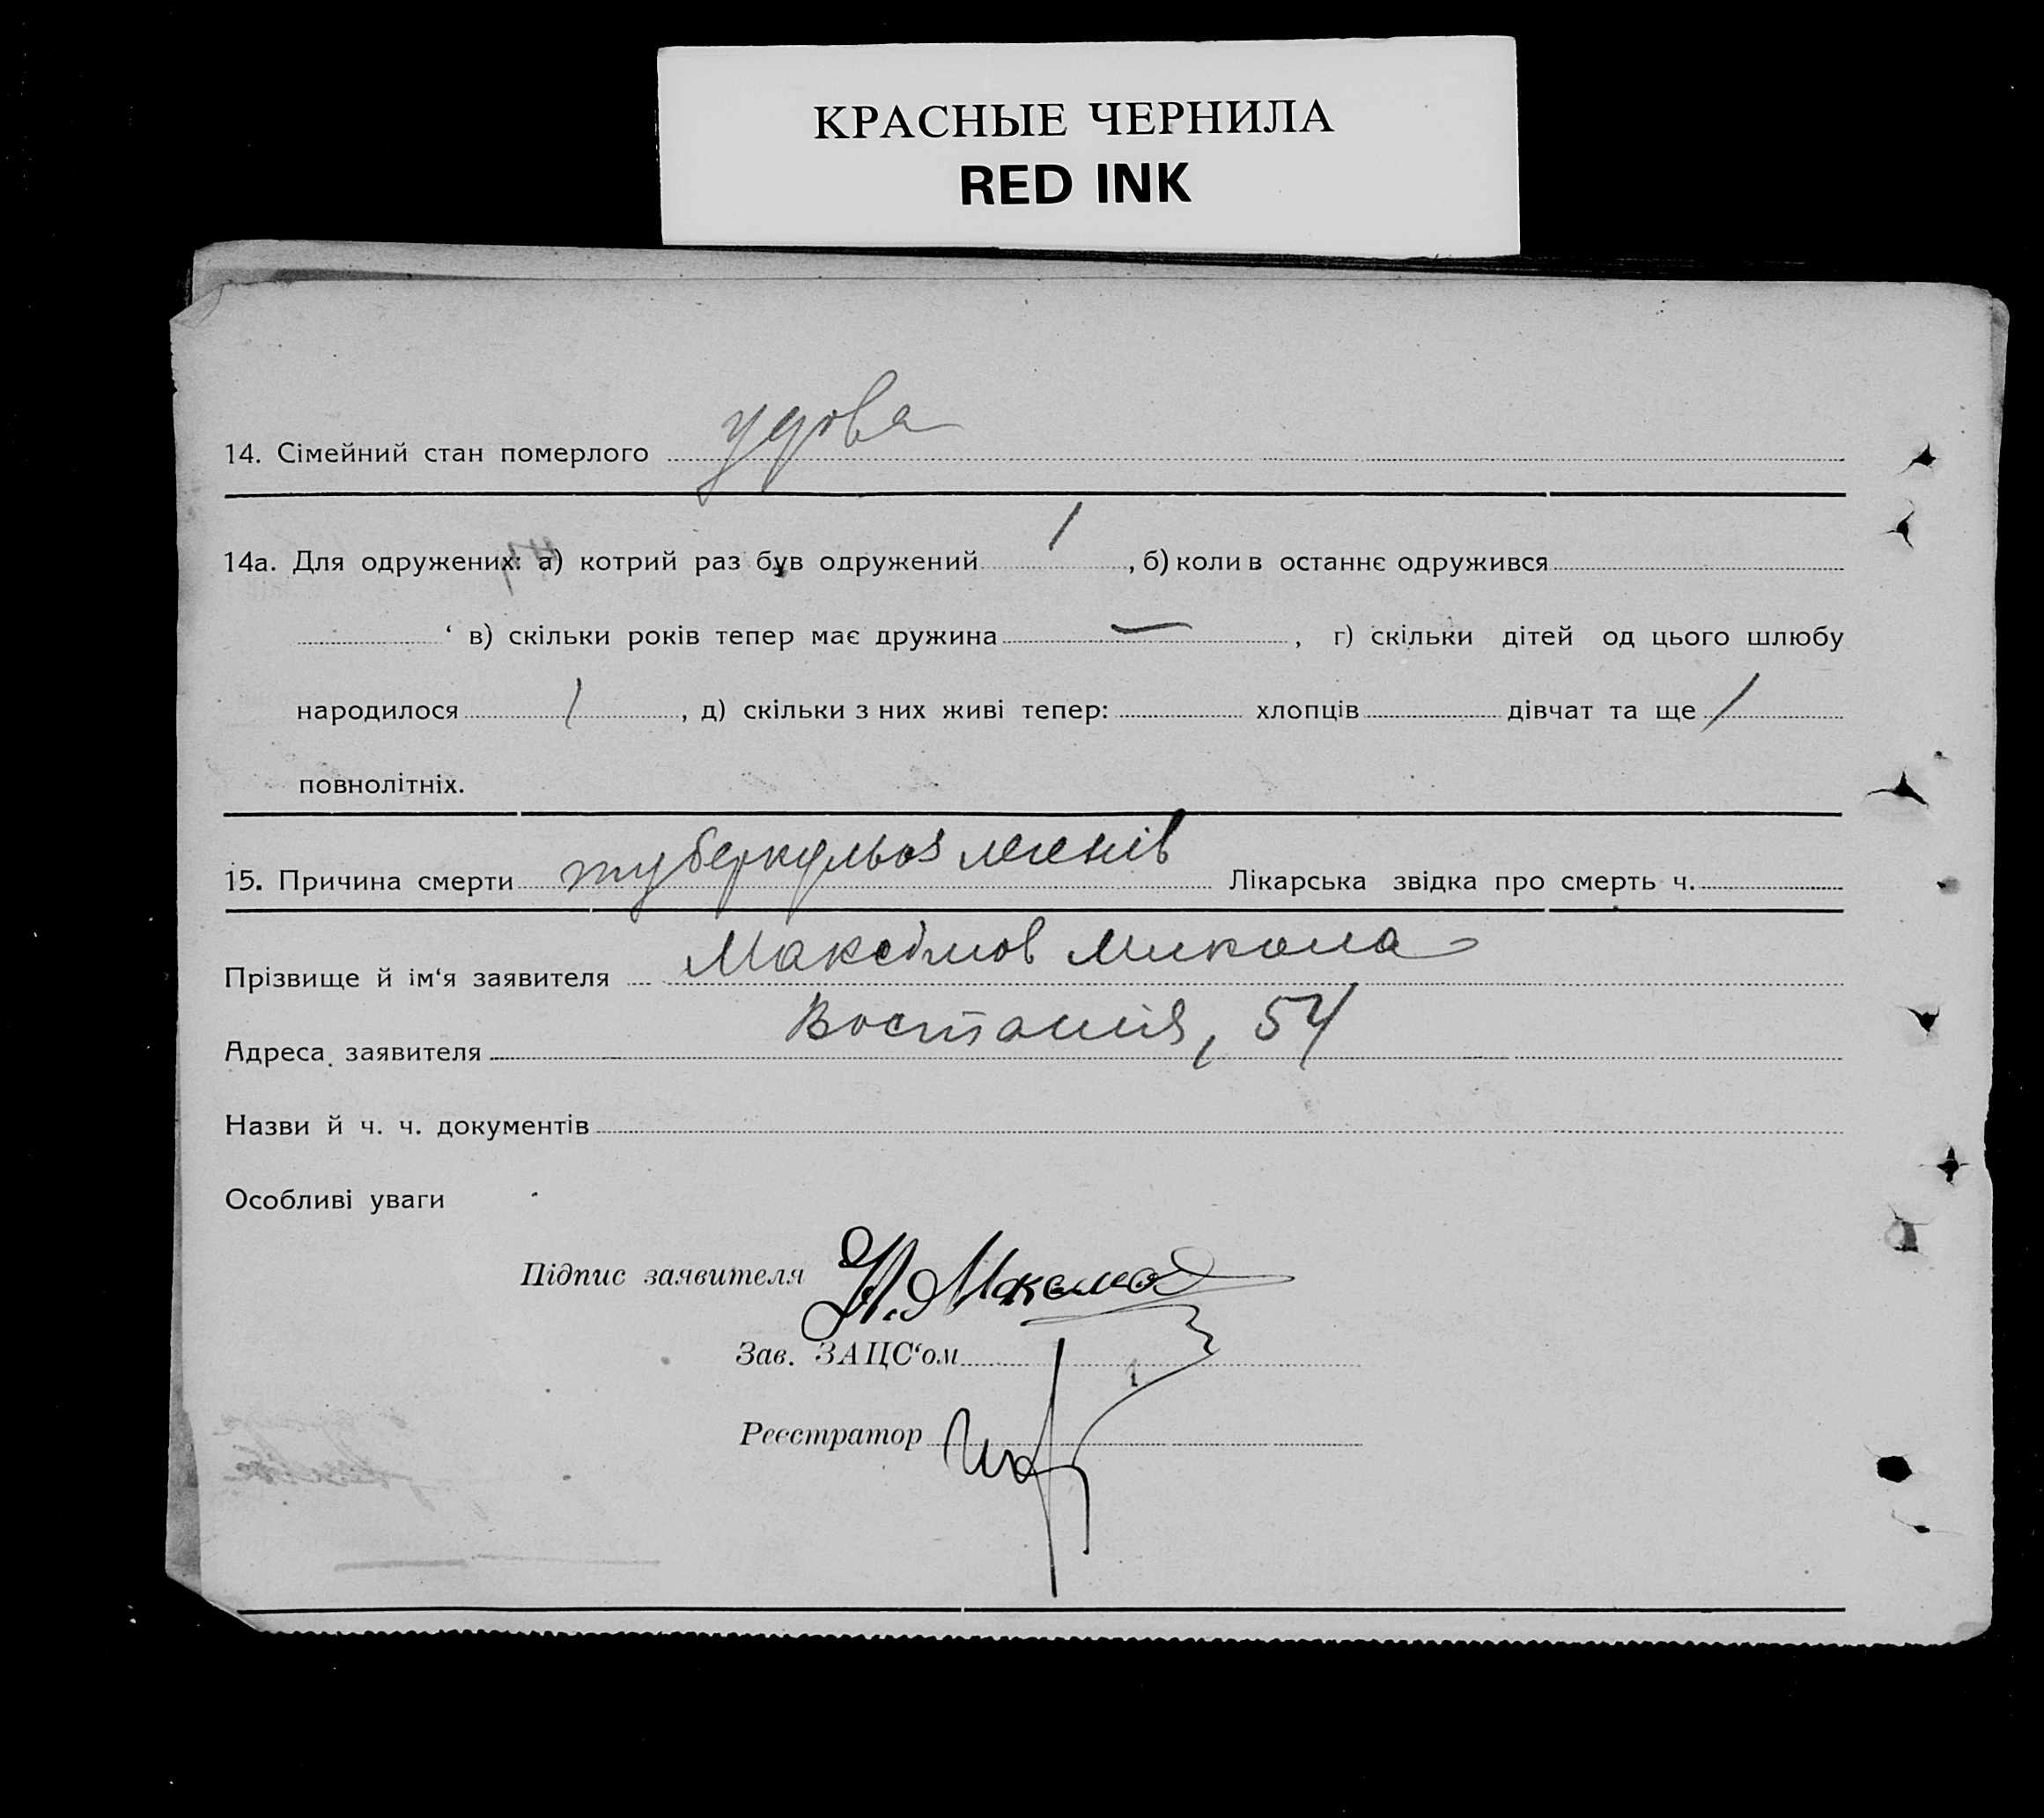 КРАСНЫЕ ЧЕРНИЛА
RED INK
14. Сімейний стан померлого удова
14а. Для одружених: а) котрий раз був одружений 1, б) коли в останнє одружився
‘ в) скільки років тепер має дружина —, г) скільки дітей од цього шлюбу
народилося 1, д) скільки з них живі тепер: хлопців дівчат та ще 1
повнолітніх.
15. Причина смерти туберкульоз легенів Лікарська звідка про смерть ч.
Прізвище й ім‘я заявителя Максімов Микола
Адреса заявителя Востанія, 54
Назви й ч. ч. документів
Особливі уваги
Підпис заявителя
Зав. ЗАЦС‘ом
Реєстратор